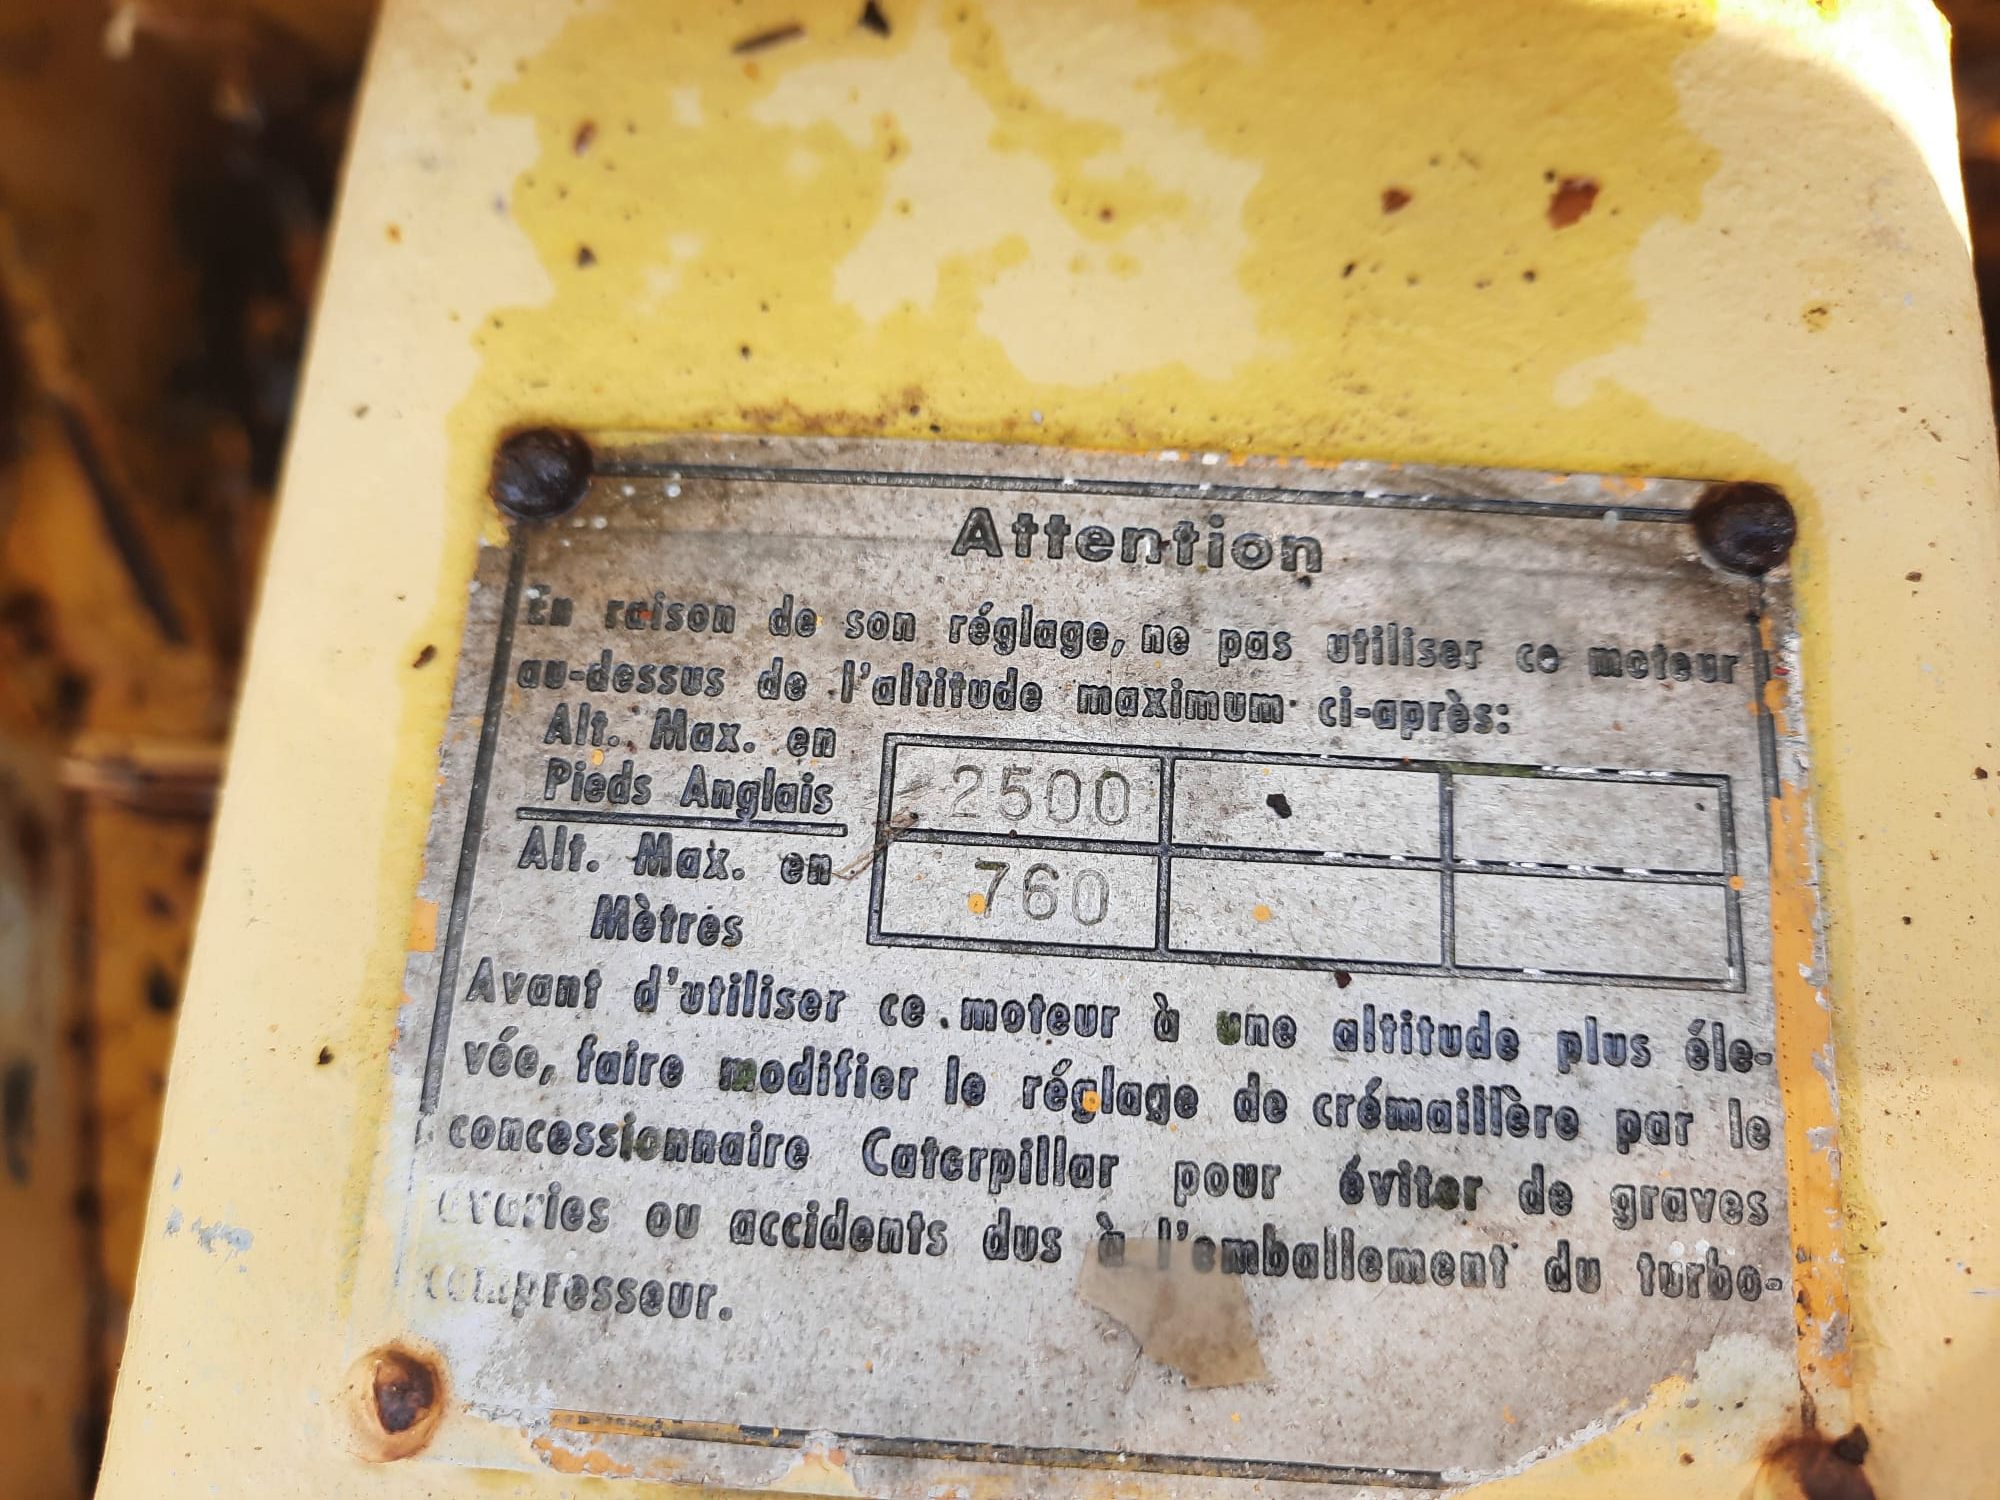 Attention
En raison de son réglage, ne pas utiliser ce moteur
au-dessus de l'altitude maximum ci-après:
Alt. Max. en
Pieds Anglais
2500
Alt. Max. en
Mètres
760
Avant d'utiliser ce moteur à une altitude plus éle-
vée, faire modifier le réglage de crémaillère par le
concessionnaire Caterpillar pour éviter de graves
avaries ou accidents dus à l'emballement du turbo-
compresseur.